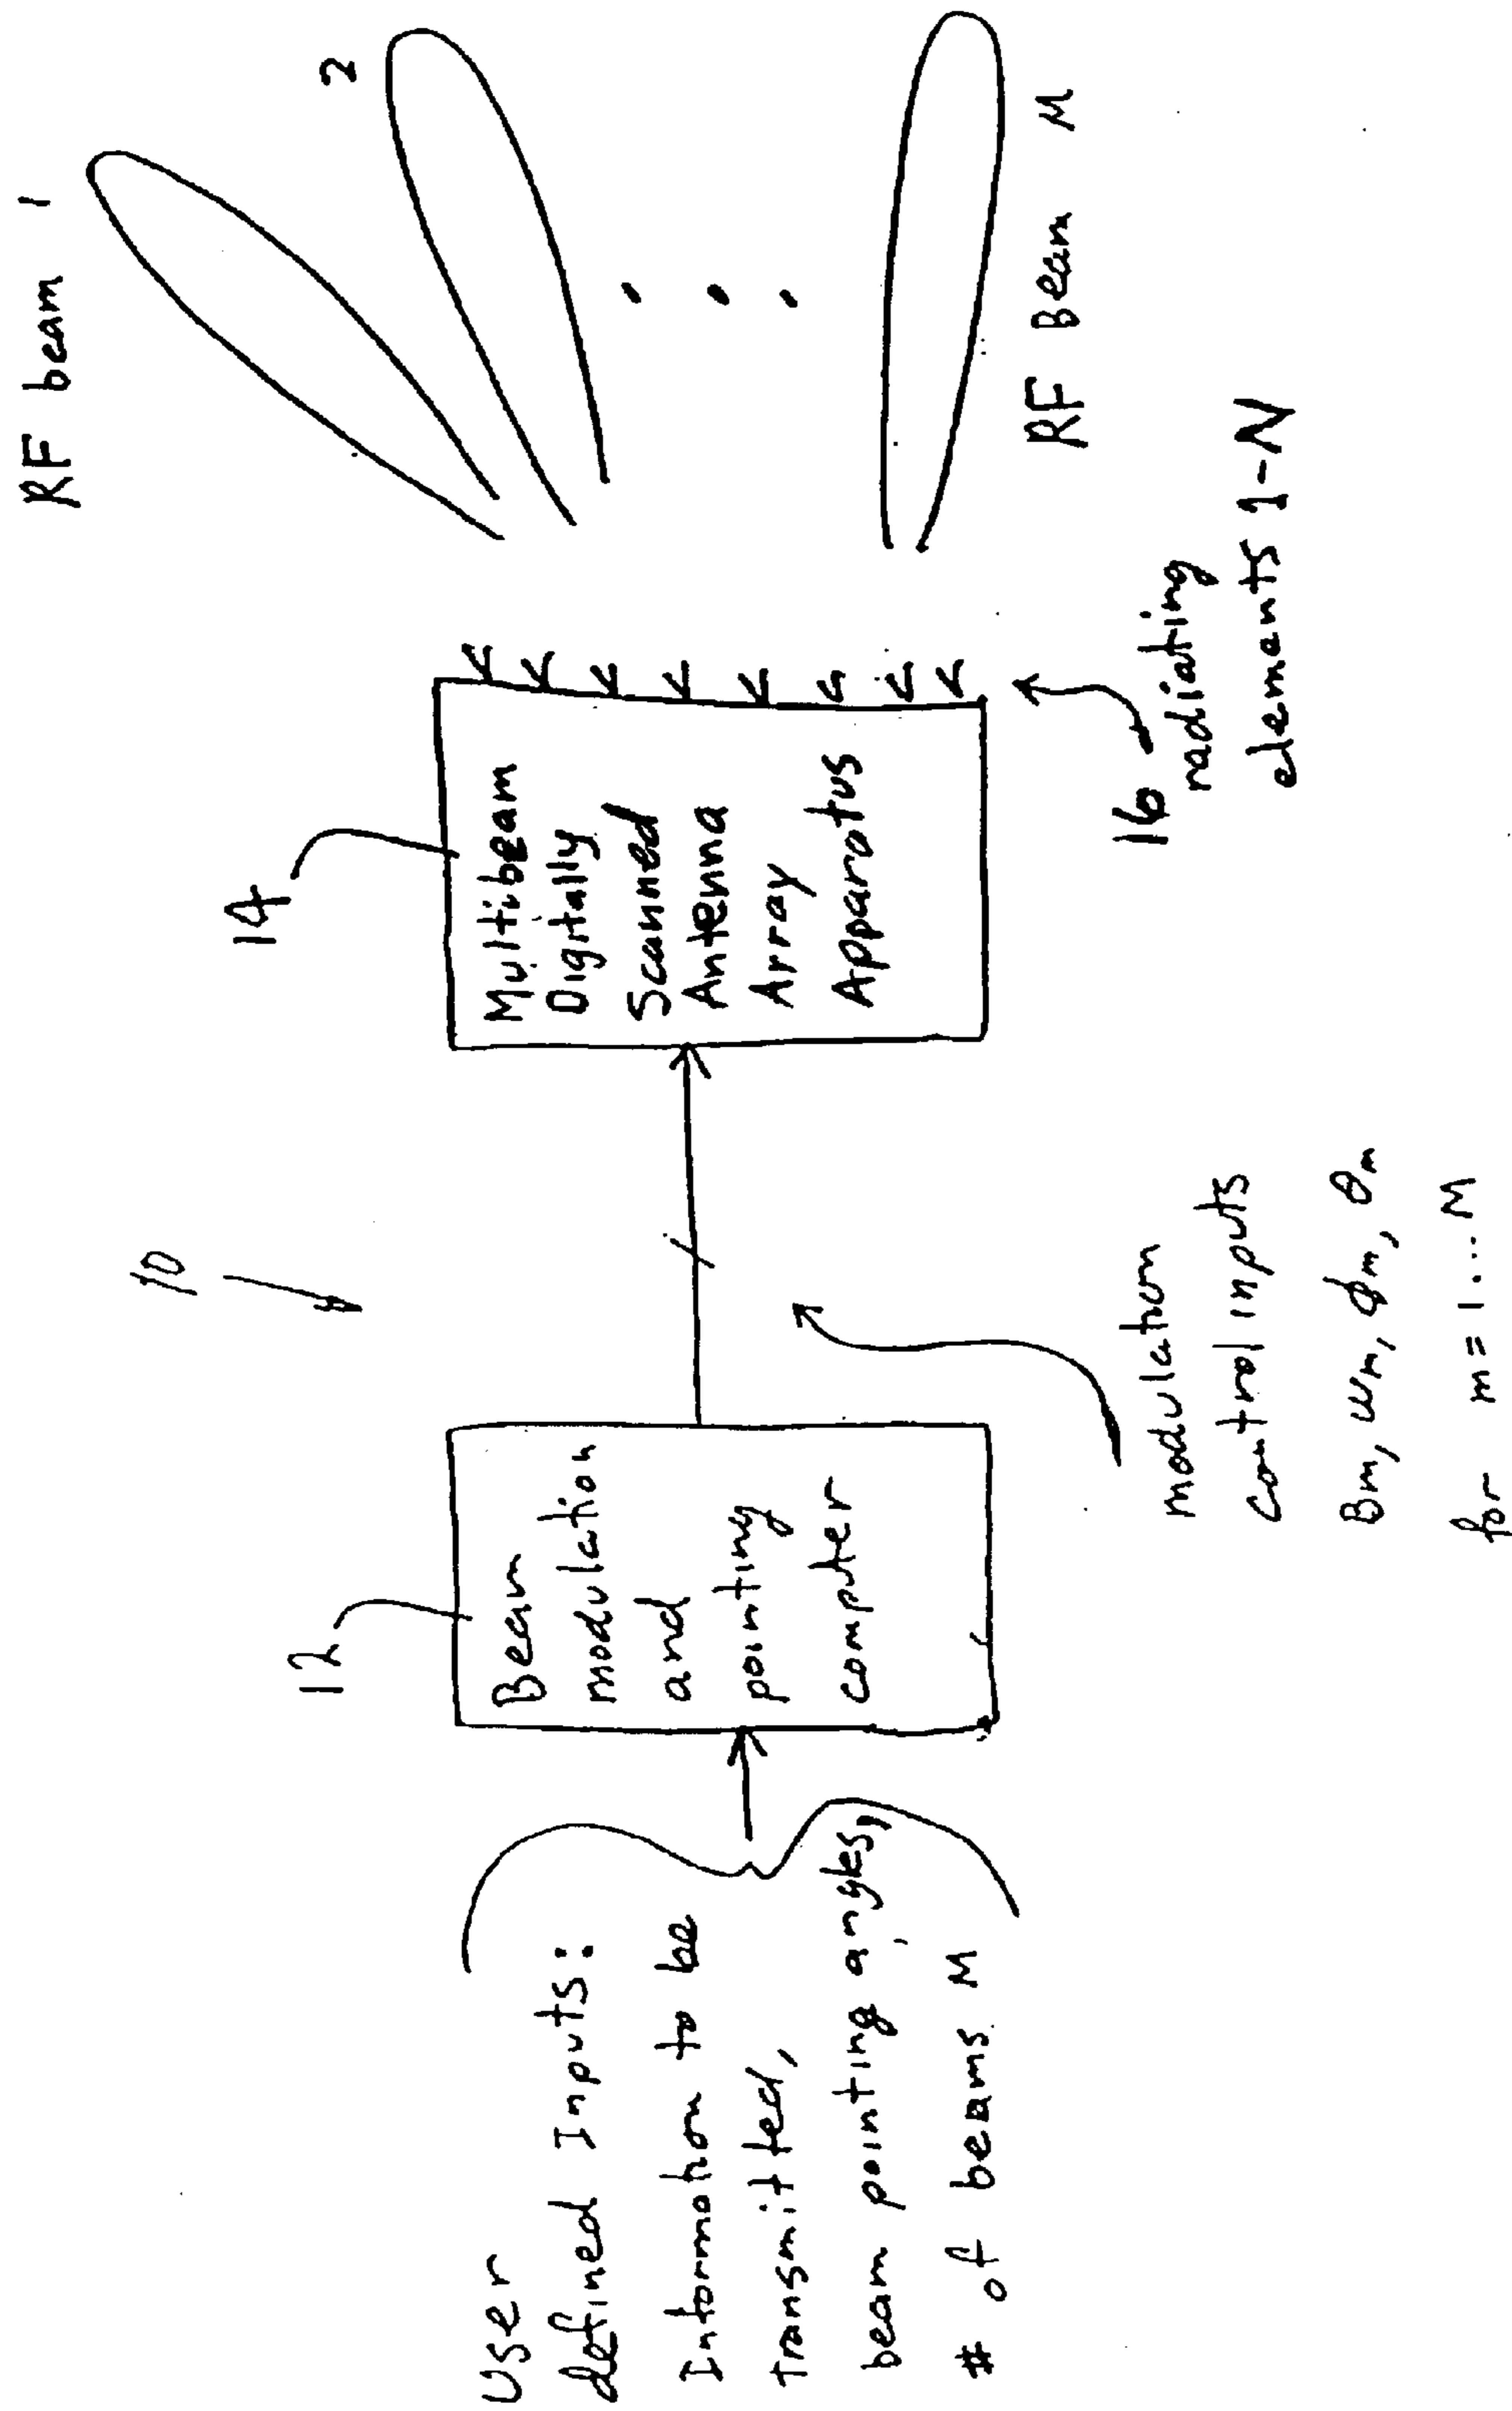 User
defined Inputs:
Information to be
transmitted,
beam pointing angles,
# of beams M
12
Beam
modulation
and
pointing
computer
10
modulation
control inputs
Bm, ωm, ϕm, θm
for m = 1...M
14
Multibeam
Digitally
Scanned
Antenna
Array
Apparatus
16
radiating
elements 1-N
RF beam 1
2
RF Beam M